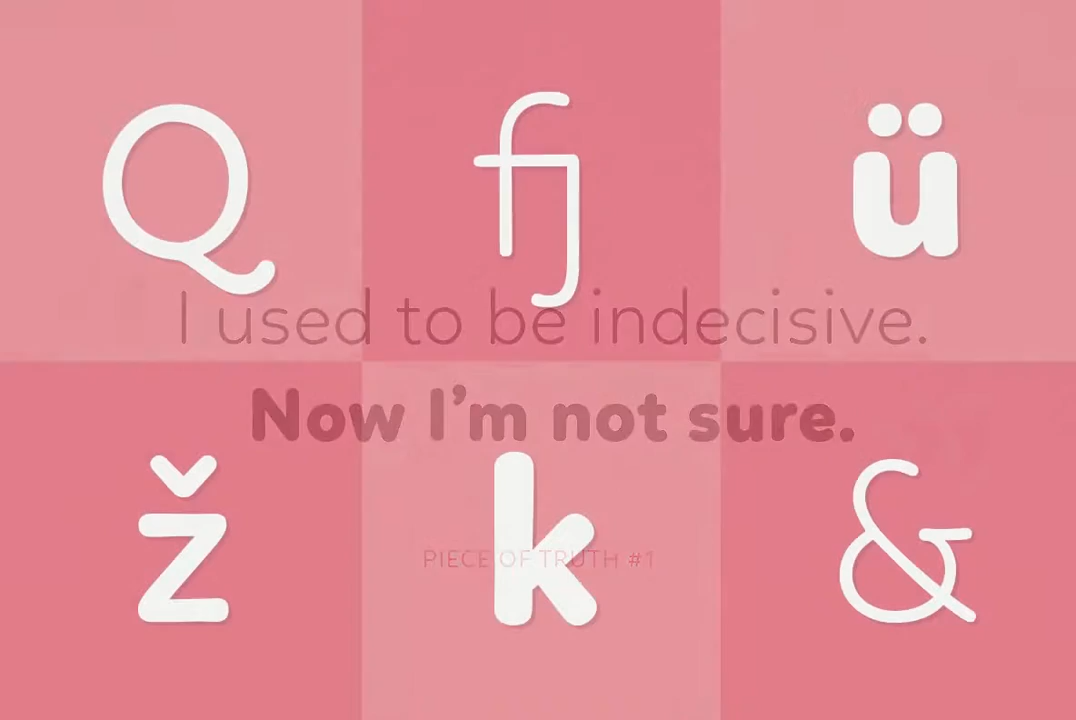 Q fj ü
I used to be indecisive.
Now I’m not sure.
ž k &
PIECE OF TRUTH #1